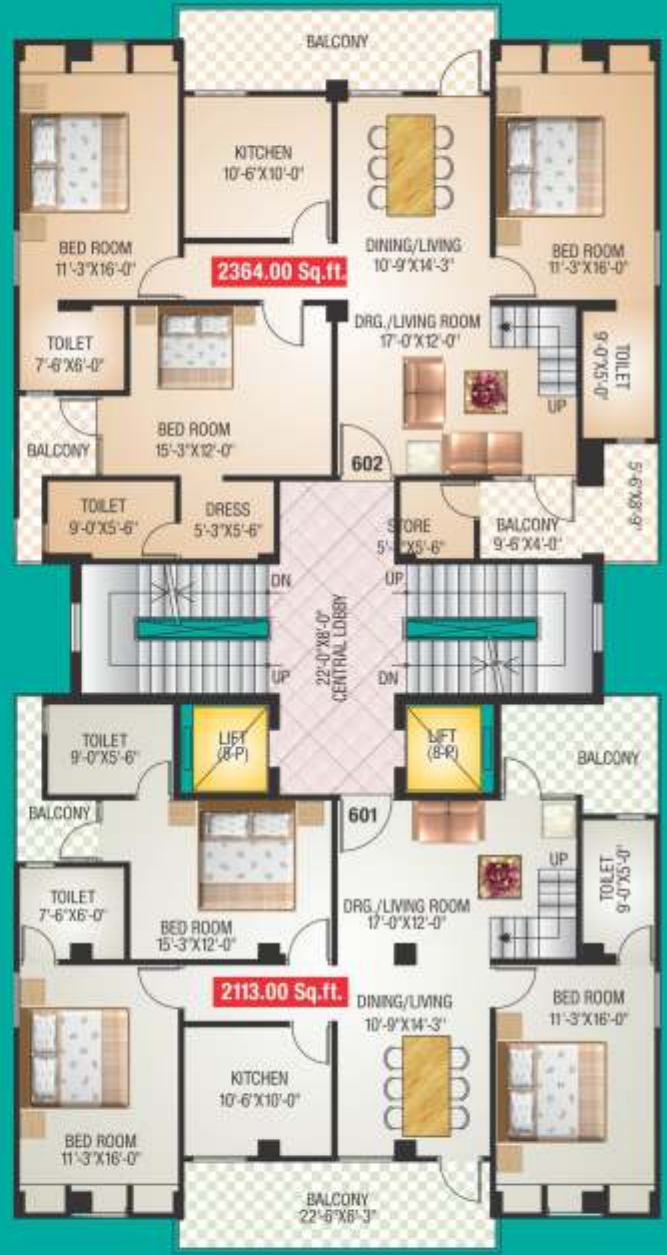 BALCONY
KITCHEN
10'-6"X10'-0"
BED ROOM
11'-3"X16'-0"
DINING/LIVING
10'-9"X14'-3"
BED ROOM
11'-3"X16'-0"
2364.00 Sq.ft.
TOILET
7'-6"X6'-0"
DRG./LIVING ROOM
17'-0"X12'-0"
TOILET
9'-0"X5'-0"
UP
BED ROOM
15'-3"X12'-0"
BALCONY
602
5'-6"X8'-9"
TOILET
9'-0"X5'-6"
DRESS
5'-3"X5'-6"
STORE
BALCONY
9'-6"X4'-0"
DN
UP
22'-0"X8'-0"
CENTRAL LOBBY
UP
DN
TOILET
9'-0"X5'-6"
LIFT
(8-P)
LIFT
(8-P)
BALCONY
BALCONY
601
UP
TOILET
9'-0"X5'-0"
TOILET
7'-6"X6'-0"
BED ROOM
15'-3"X12'-0"
DRG./LIVING ROOM
17'-0"X12'-0"
2113.00 Sq.ft.
DINING/LIVING
10'-9"X14'-3"
BED ROOM
11'-3"X16'-0"
KITCHEN
10'-6"X10'-0"
BED ROOM
11'-3"X16'-0"
BALCONY
22'-6"X6'-3"